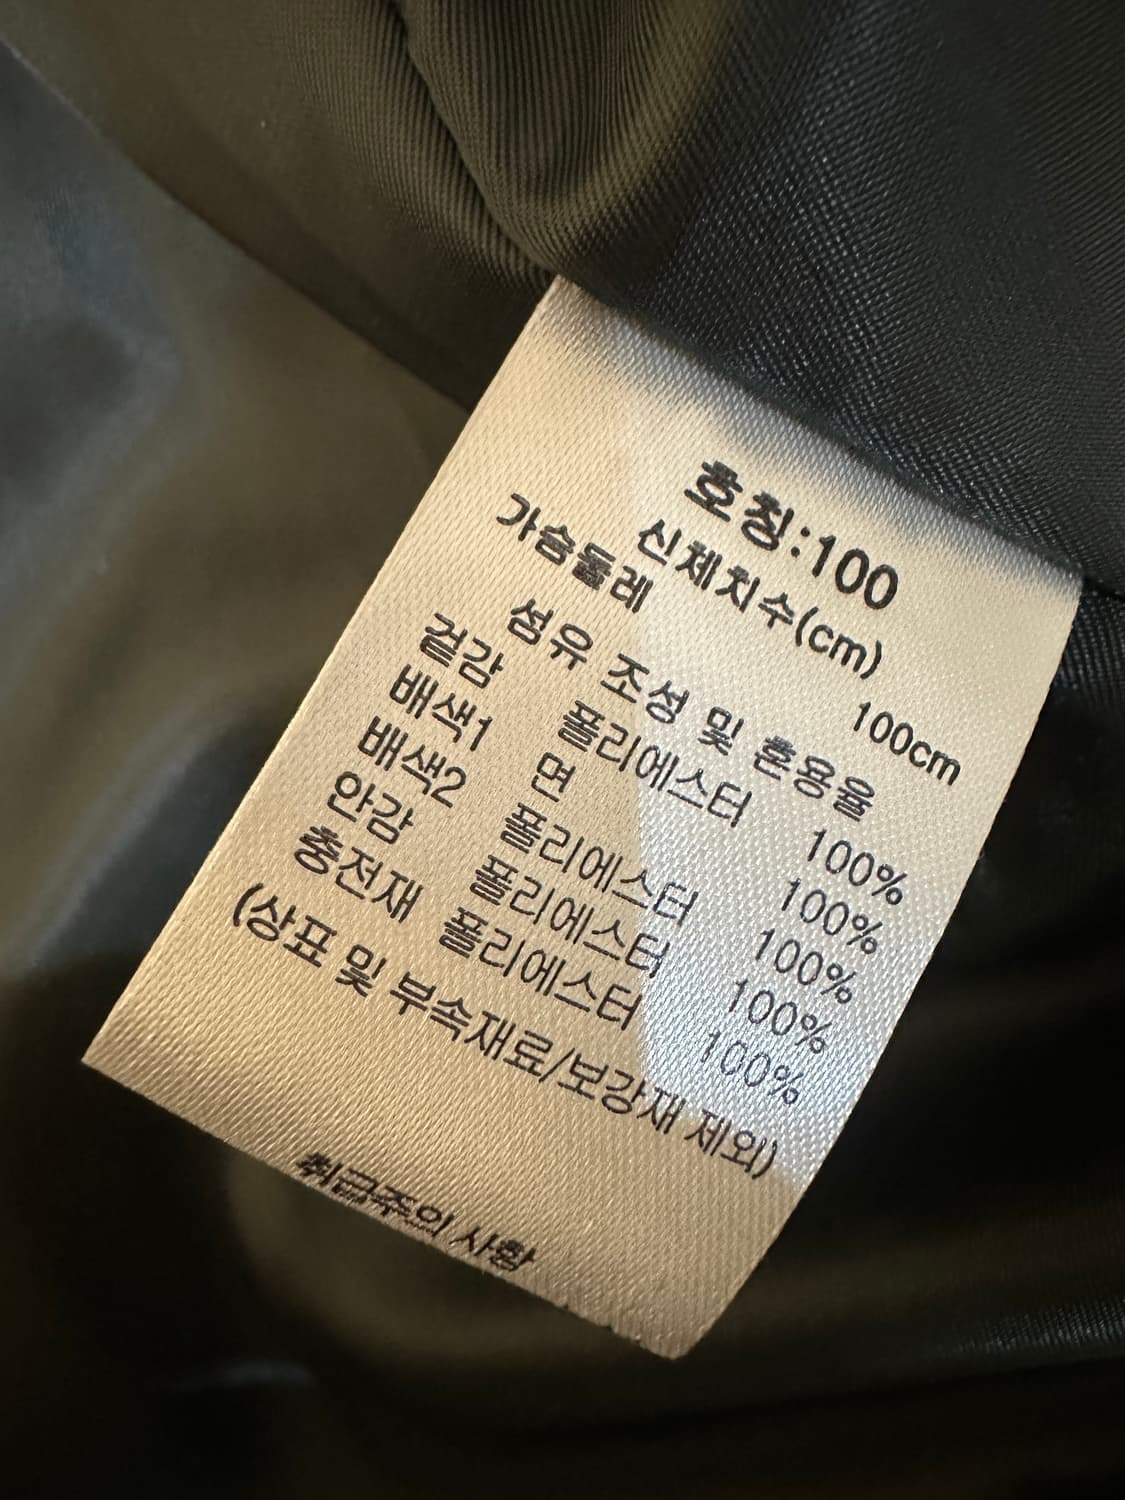 호칭:100
신체치수(cm)
가슴둘레 100cm
섬유 조성 및 혼용율
겉감 폴리에스터 100%
배색1 면 100%
배색2 폴리에스터 100%
안감 폴리에스터 100%
충전재 폴리에스터 100%
(상표 및 부속재료/보강재 제외)
취급주의 사항